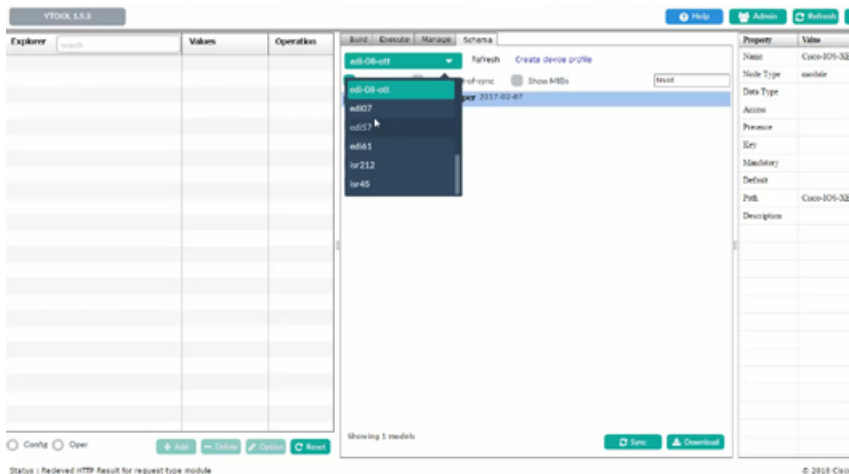 YTOOL 1.5.3
Help
Admin
Refresh
Explorer
search
Values
Operation
Build Execute Manage Schema
edi-08-ott
Refresh
Create device profile
-of-sync
Show MIBs
trust
edi-08-ott
per 2017-02-07
edi07
edi57
edi61
isr212
isr45
Property Value
Name Cisco-IOS-XE
Node Type module
Data Type
Access
Presence
Key
Mandatory
Default
Path Cisco-IOS-XE
Description
Showing 1 models
Sync
Download
Config
Oper
Add
Delete
Option
Reset
Status : Recieved HTTP Result for request type module
© 2016 Cisco